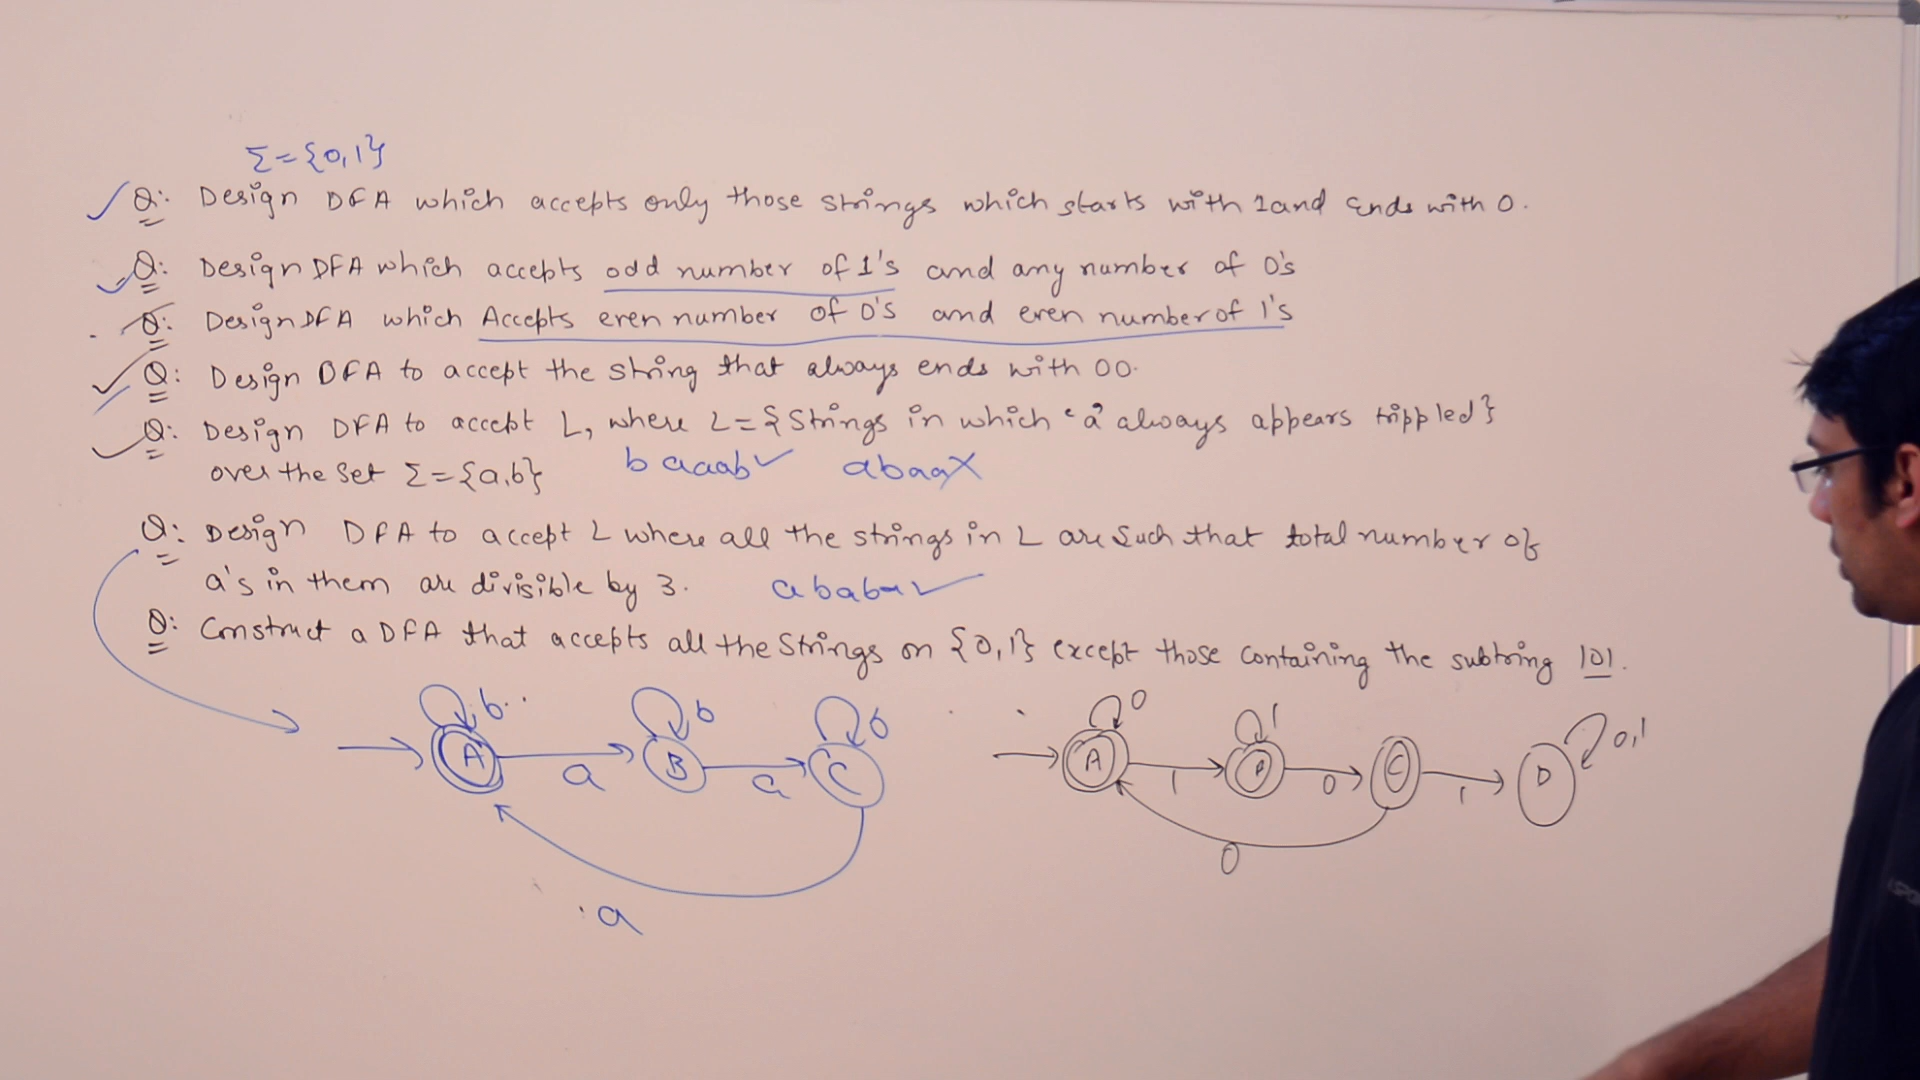 Σ={0,1}
Q: Design DFA which accepts only those strings which starts with 1 and Ends with 0.
Q: Design DFA which accepts odd number of 1's and any number of 0's
Q: Design DFA which Accepts even number of 0's and even number of 1's
Q: Design DFA to accept the string that always ends with 00.
Q: Design DFA to accept L, where L={Strings in which 'a' always appears trippled}
over the set Σ={a,b} baaab✓ abaaX
Q: Design DFA to accept L where all the strings in L are such that total number of
a's in them are divisible by 3. ababa✓
Q: Construct a DFA that accepts all the strings on {0,1} except those containing the substring 101.
b b b 0 1 0,1
A B C A B C D
a a 1 0 1
a 0